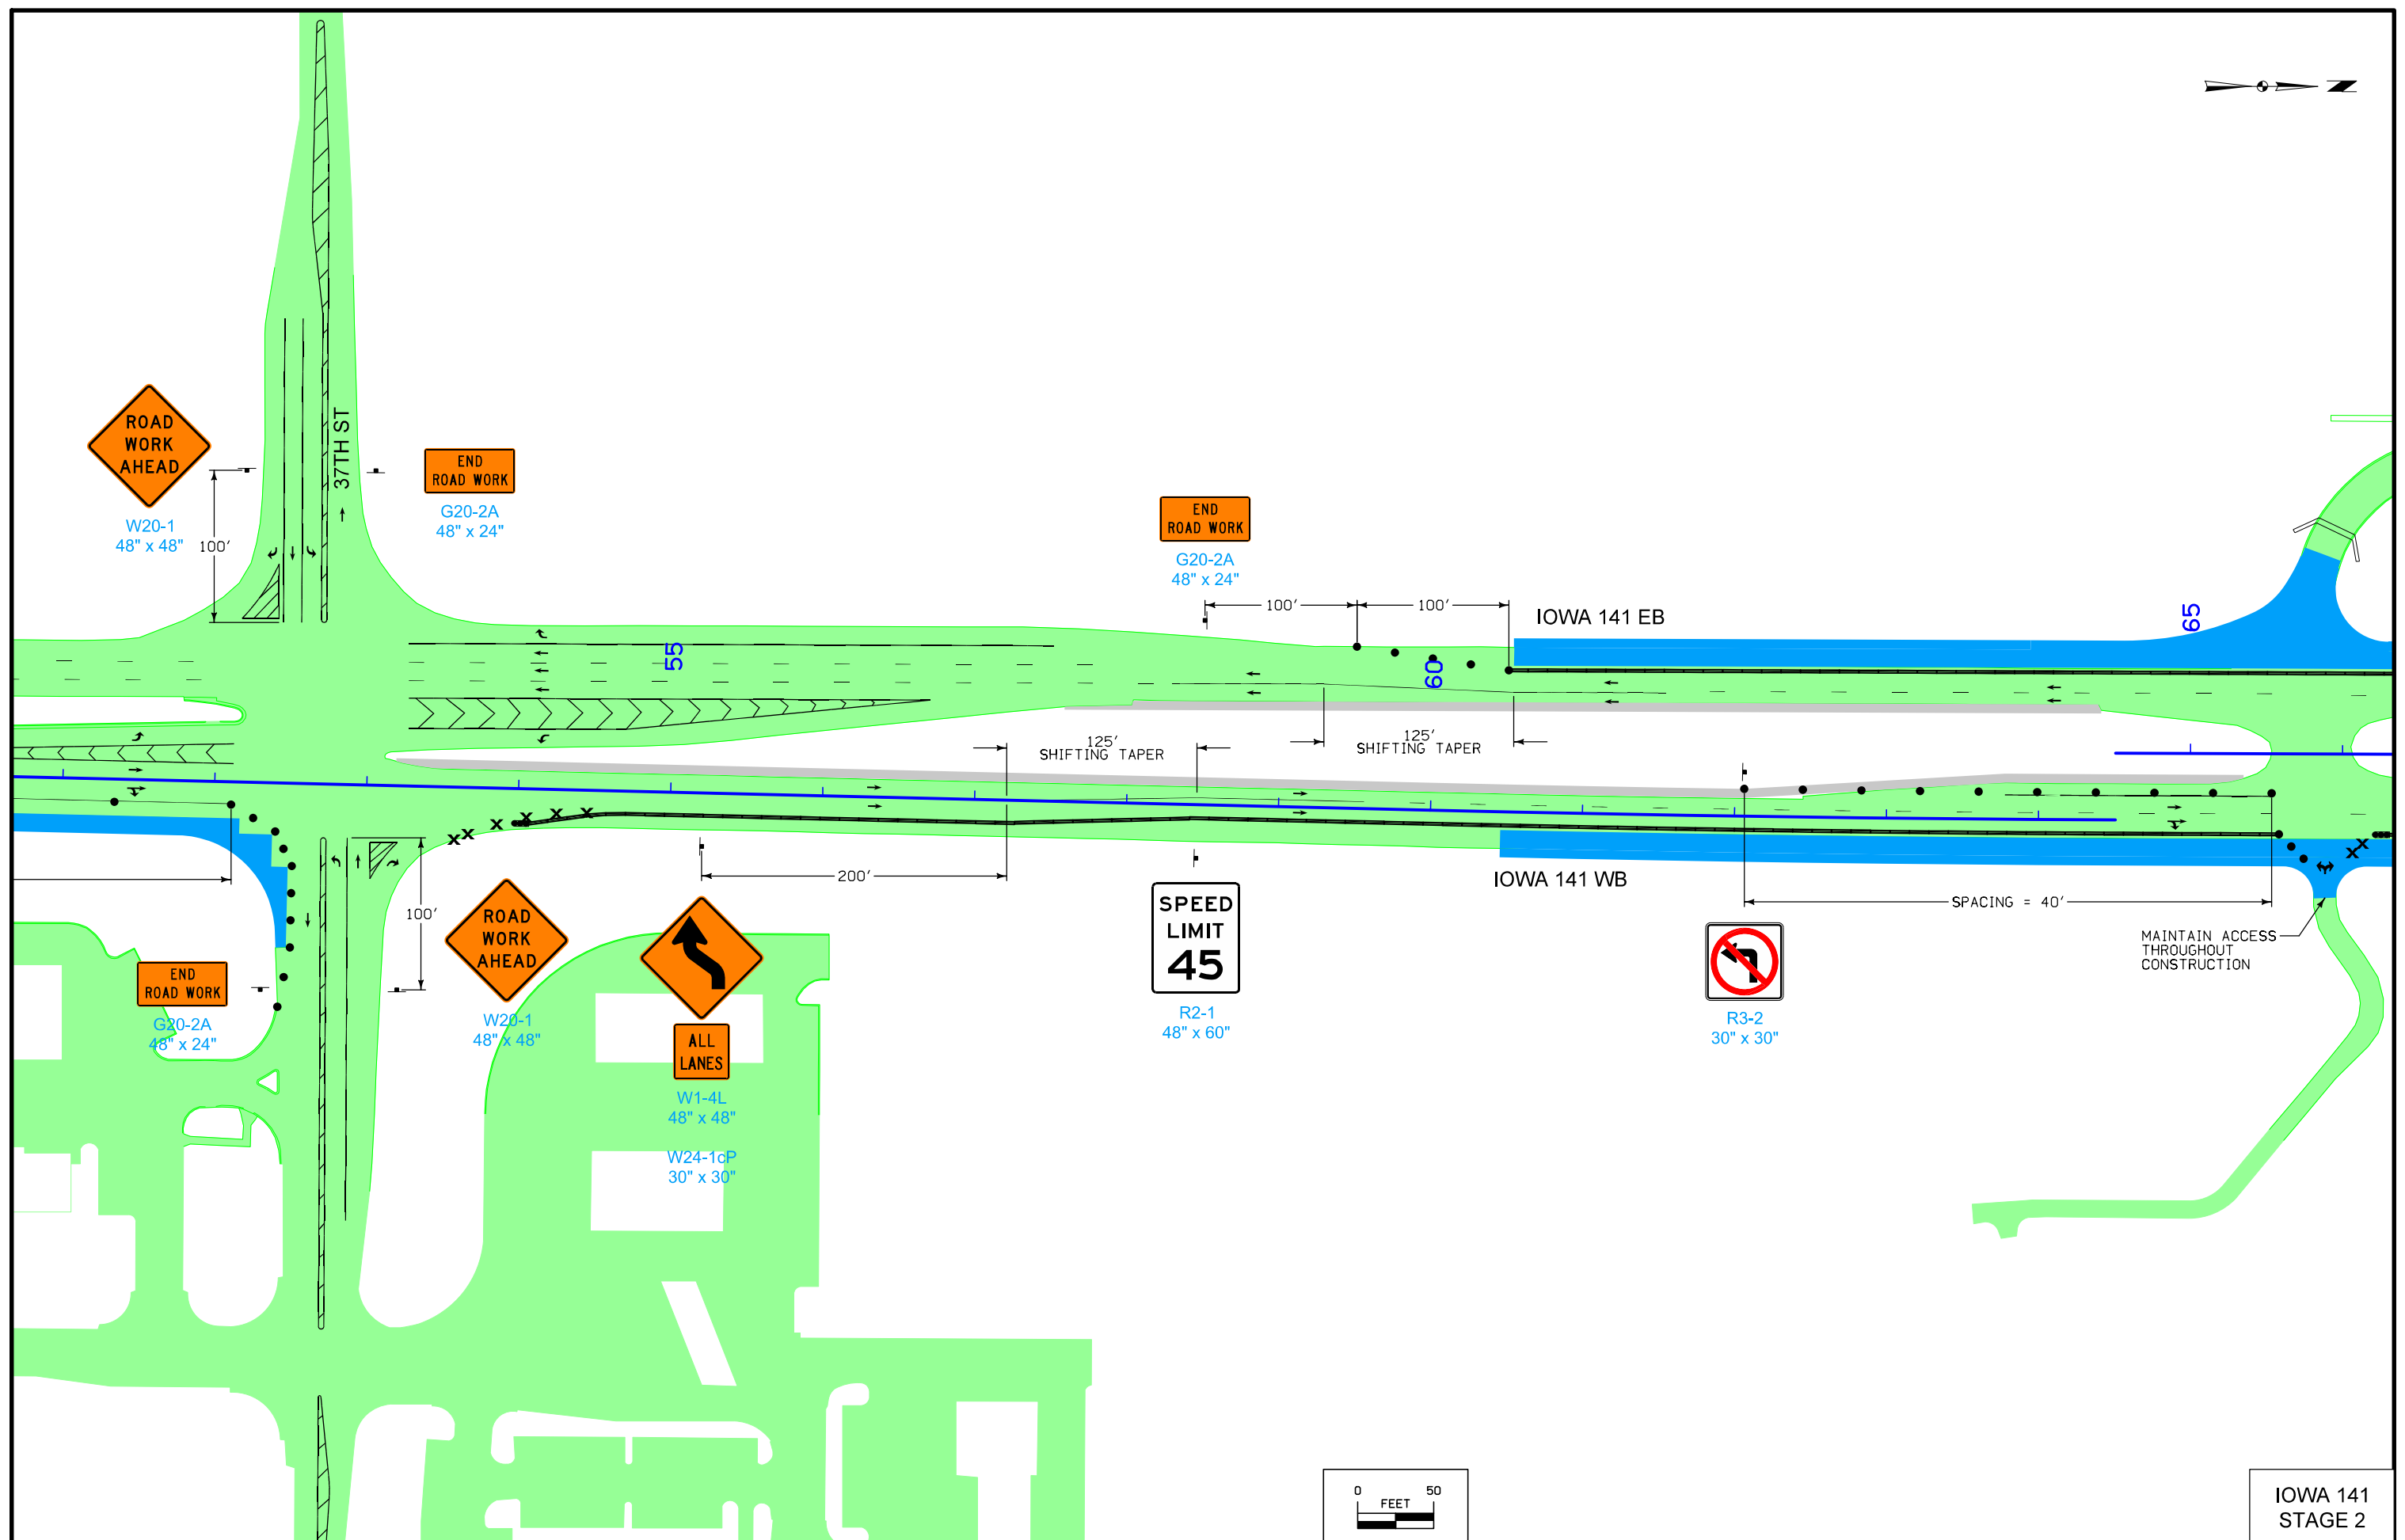 ROAD
WORK
AHEAD
W20-1
48" x 48"
100'
37TH ST
END
ROAD WORK
G20-2A
48" x 24"
END
ROAD WORK
G20-2A
48" x 24"
100'
100'
IOWA 141 EB
55
60
65
125'
SHIFTING TAPER
125'
SHIFTING TAPER
200'
IOWA 141 WB
SPACING = 40'
MAINTAIN ACCESS
THROUGHOUT
CONSTRUCTION
END
ROAD WORK
G20-2A
48" x 24"
100'
ROAD
WORK
AHEAD
W20-1
48" x 48"
ALL
LANES
W1-4L
48" x 48"
W24-1cP
30" x 30"
SPEED
LIMIT
45
R2-1
48" x 60"
R3-2
30" x 30"
0 50
FEET
IOWA 141
STAGE 2
Z